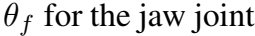 θ_f for the jaw joint